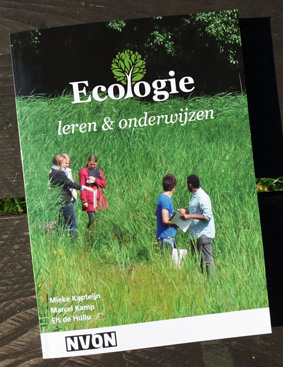 Ecologie
leren & onderwijzen
Mieke Kapteijn
Marcel Kamp
Els de Hullu
NVON